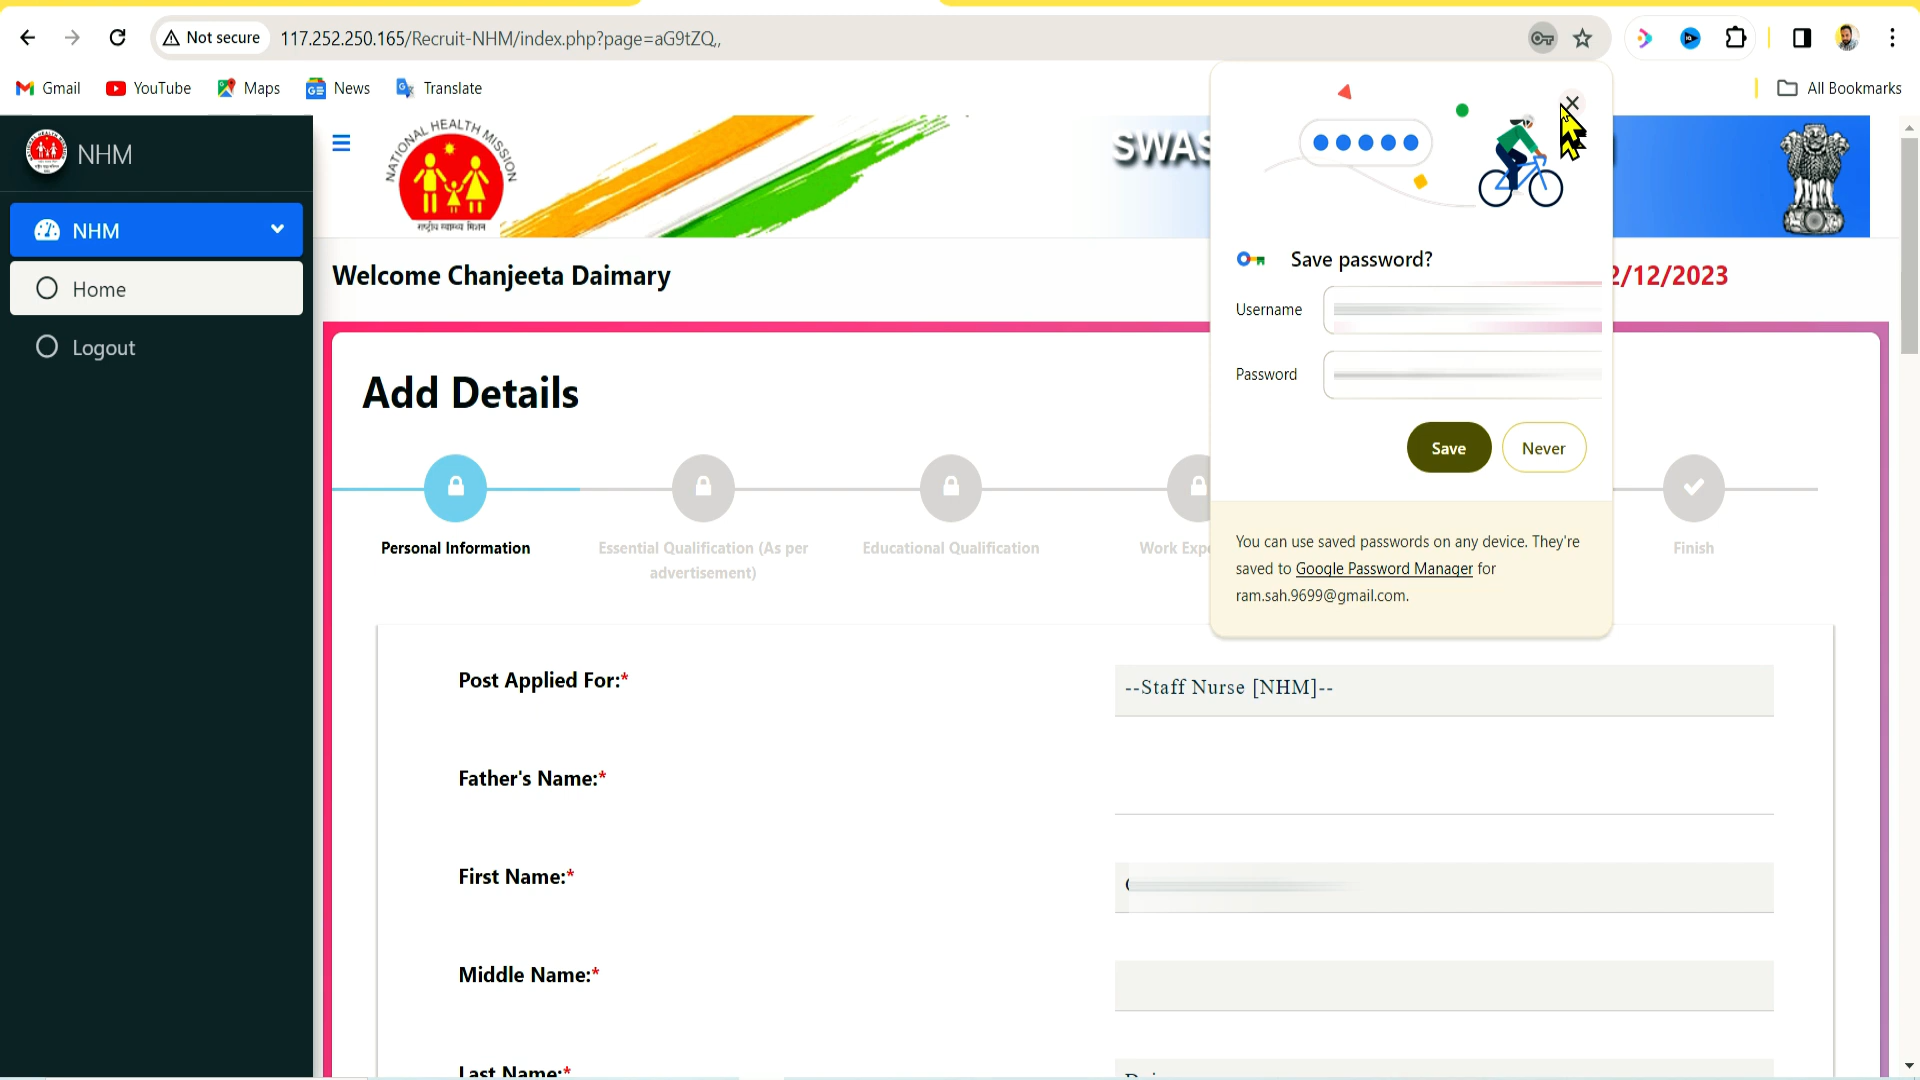 Not secure
117.252.250.165/Recruit-NHM/index.php?page=aG9tZQ,,
Gmail
YouTube
Maps
News
Translate
All Bookmarks
NHM
NHM
Home
Logout
NATIONAL HEALTH MISSION
राष्ट्रीय स्वास्थ्य मिशन
SWAS
Welcome Chanjeeta Daimary
2/12/2023
Save password?
Username
Password
Save
Never
You can use saved passwords on any device. They're
saved to Google Password Manager for
ram.sah.9699@gmail.com.
Add Details
Personal Information
Essential Qualification (As per
advertisement)
Educational Qualification
Work Expe
Finish
Post Applied For:*
--Staff Nurse [NHM]--
Father's Name:*
First Name:*
Middle Name:*
Last Name:*